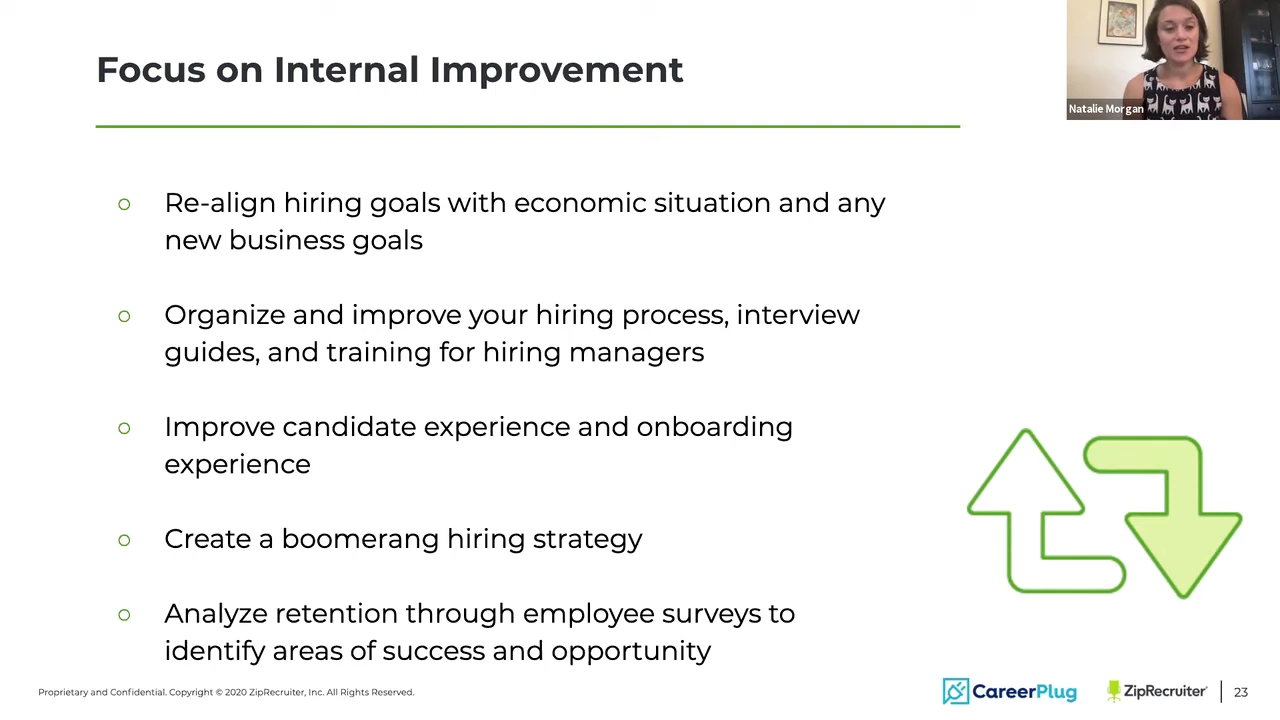 Focus on Internal Improvement
Natalie Morgan
○ Re-align hiring goals with economic situation and any
new business goals
○ Organize and improve your hiring process, interview
guides, and training for hiring managers
○ Improve candidate experience and onboarding
experience
○ Create a boomerang hiring strategy
○ Analyze retention through employee surveys to
identify areas of success and opportunity
Proprietary and Confidential. Copyright © 2020 ZipRecruiter, Inc. All Rights Reserved.
CareerPlug
ZipRecruiter
23